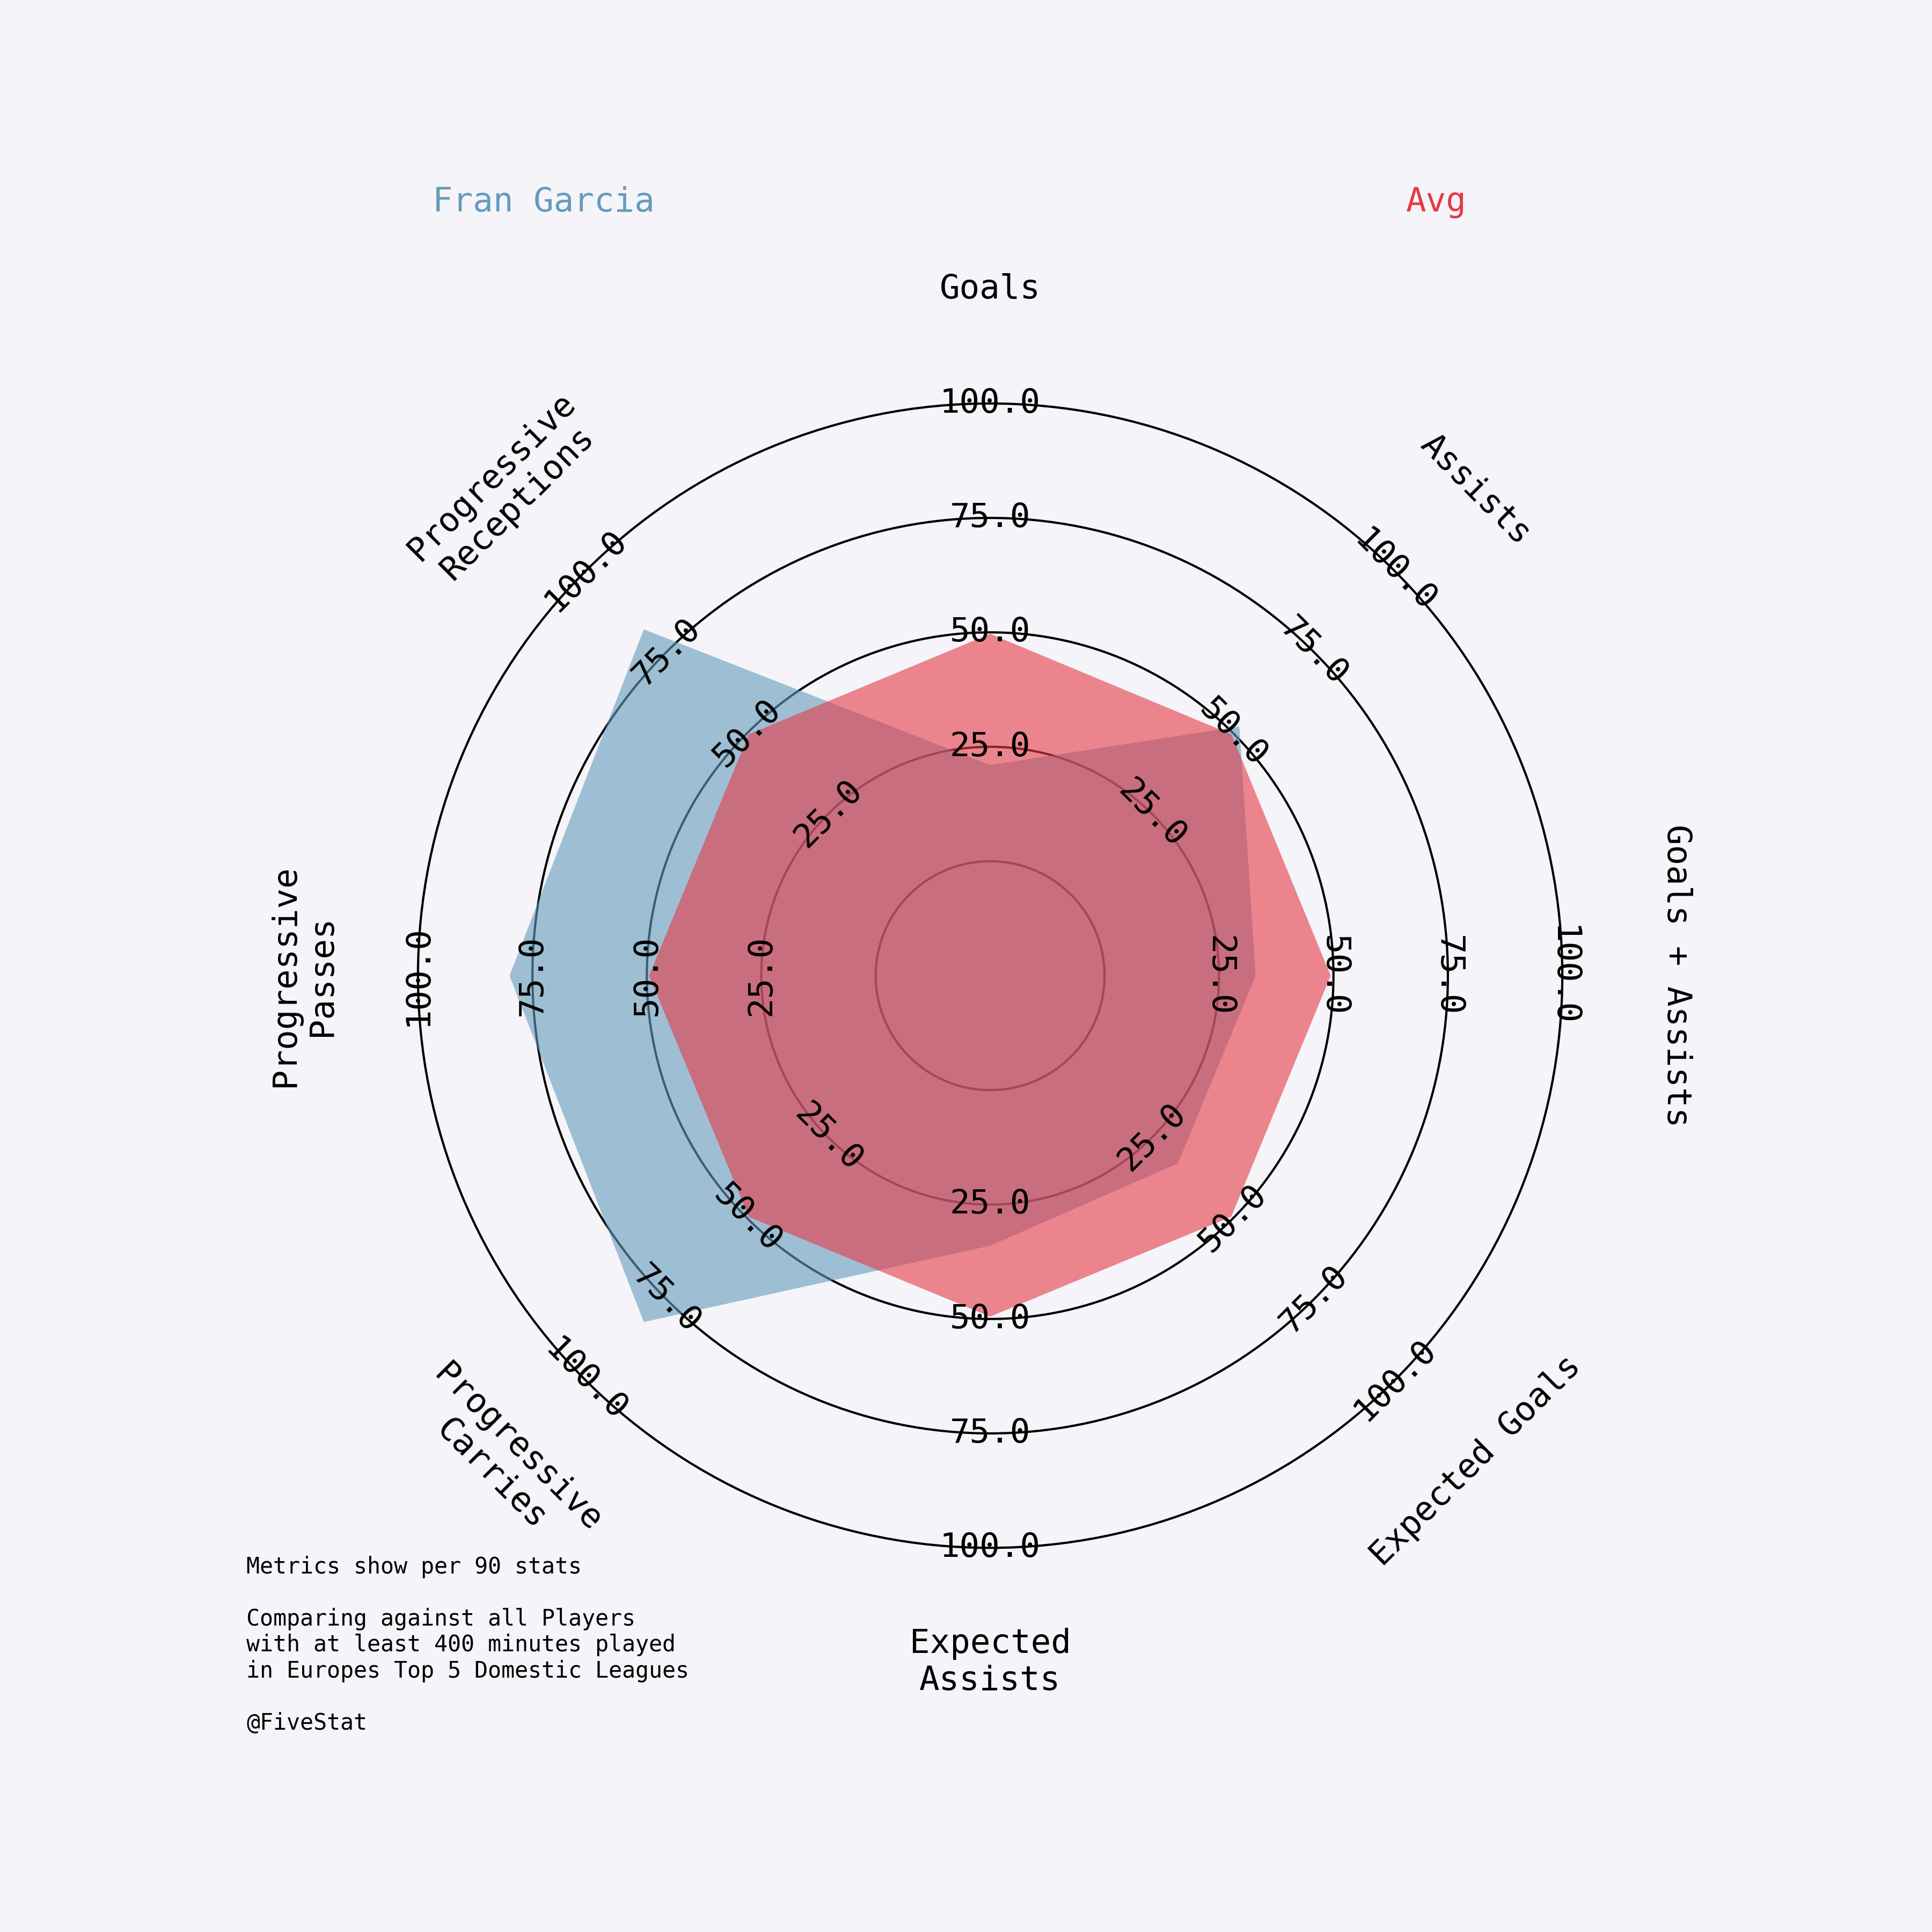 Fran Garcia
Avg
Goals
Assists
Goals + Assists
Expected Goals
Expected
Assists
Progressive
Carries
Progressive
Passes
Progressive
Receptions
100.0
75.0
50.0
25.0
100.0
75.0
50.0
25.0
100.0
75.0
50.0
25.0
100.0
75.0
50.0
25.0
25.0
50.0
75.0
100.0
25.0
50.0
75.0
100.0
100.0
75.0
50.0
25.0
100.0
75.0
50.0
25.0
Metrics show per 90 stats
Comparing against all Players
with at least 400 minutes played
in Europes Top 5 Domestic Leagues
@FiveStat